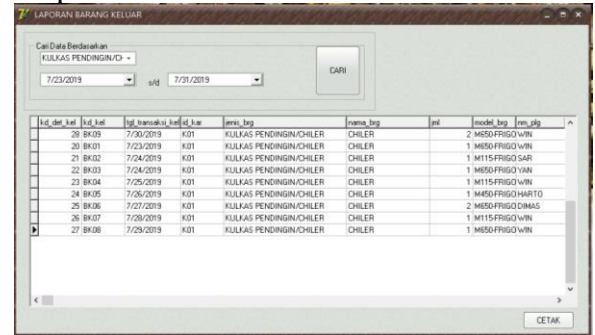 LAPORAN BARANG KELUAR
Cari Data Berdasarkan
KULKAS PENDINGIN/CH
7/23/2019 s/d 7/31/2019 CARI
kd_det_kel kd_kel tgl_transaksi_kel id_kar jenis_brg nama_brg jml model_brg nm_plg
28 BK09 7/30/2019 K01 KULKAS PENDINGIN/CHILER CHILER 2 M650-FRIGO WIN
20 BK01 7/23/2019 K01 KULKAS PENDINGIN/CHILER CHILER 1 M650-FRIGO WIN
21 BK02 7/24/2019 K01 KULKAS PENDINGIN/CHILER CHILER 1 M115-FRIGO SAR
22 BK03 7/24/2019 K01 KULKAS PENDINGIN/CHILER CHILER 1 M650-FRIGO YAN
23 BK04 7/25/2019 K01 KULKAS PENDINGIN/CHILER CHILER 1 M115-FRIGO WIN
24 BK05 7/26/2019 K01 KULKAS PENDINGIN/CHILER CHILER 1 M450-FRIGO HARTO
25 BK06 7/27/2019 K01 KULKAS PENDINGIN/CHILER CHILER 2 M650-FRIGO DIMAS
26 BK07 7/28/2019 K01 KULKAS PENDINGIN/CHILER CHILER 1 M115-FRIGO WIN
27 BK08 7/29/2019 K01 KULKAS PENDINGIN/CHILER CHILER 1 M650-FRIGO WIN
CETAK